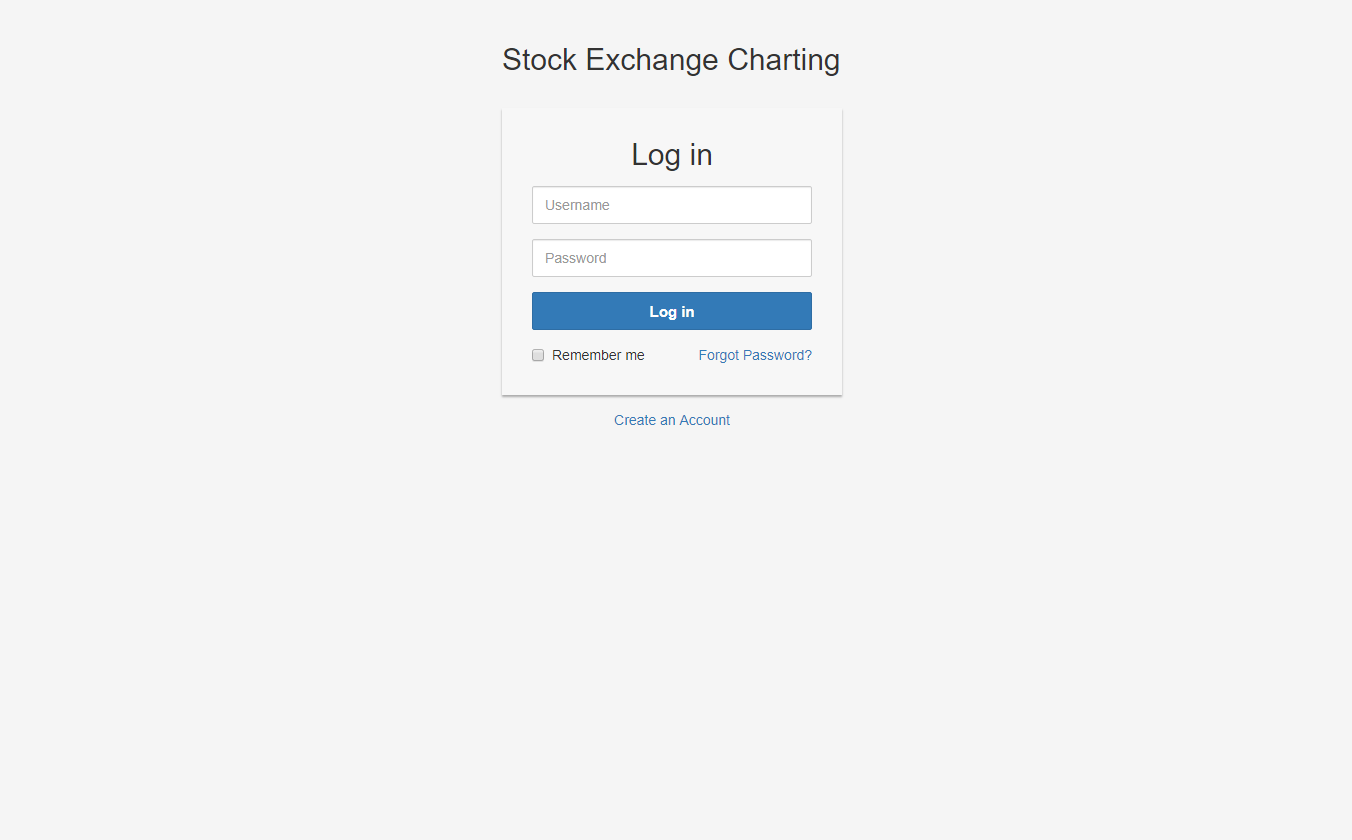 Stock Exchange Charting
Log in
Username
Password
Log in
Remember me Forgot Password?
Create an Account